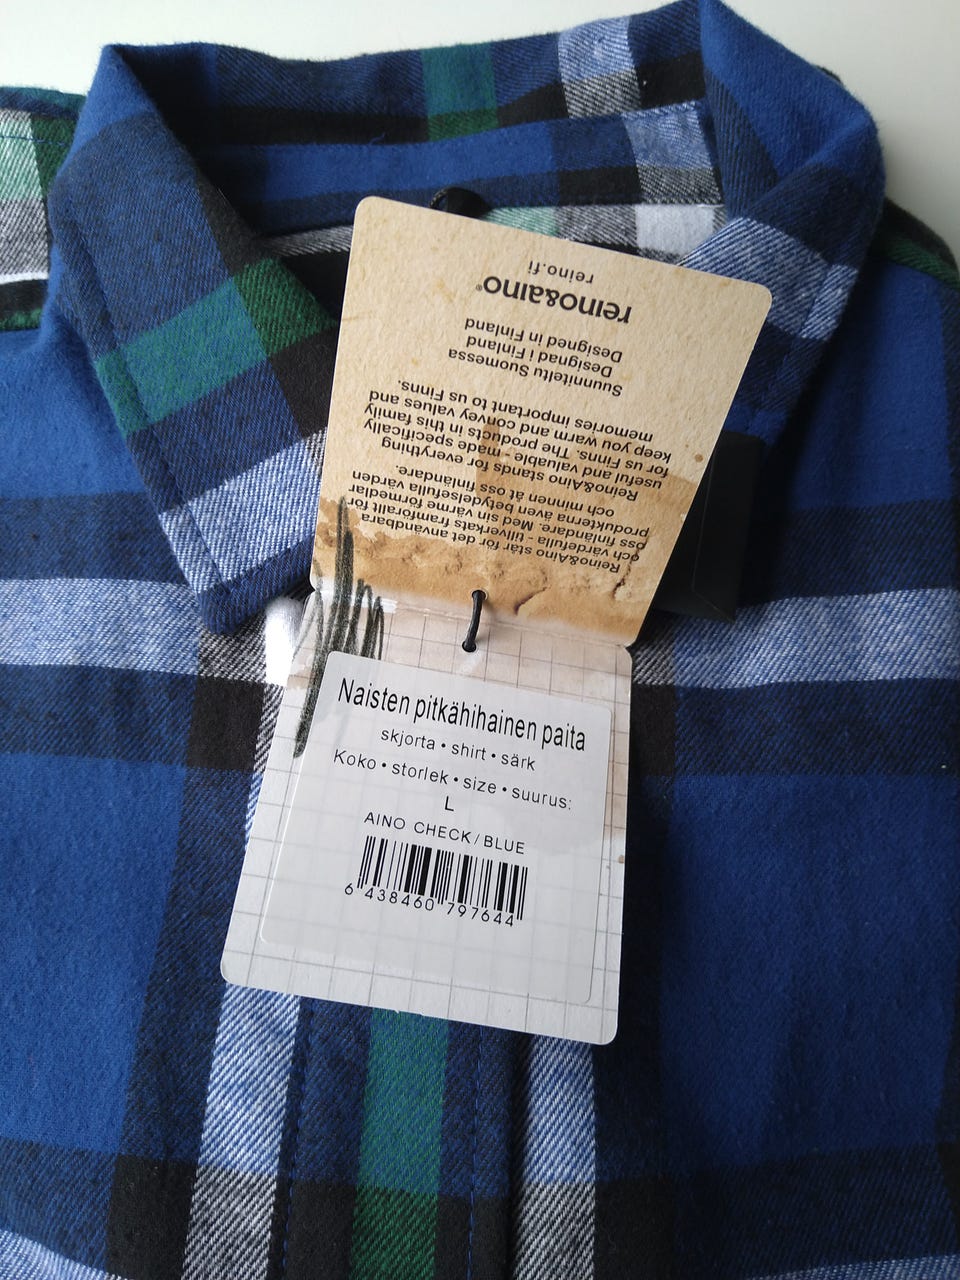 reino.fi
reino&aino®
Suunniteltu Suomessa
Designad i Finland
Designed in Finland
Reino&Aino står för det användbara
och värdefulla - tillverkats framförallt för
oss finländare. Med sin värme förmedlar
produkterna även betydelsefulla värden
och minnen åt oss finländare.
Reino&Aino stands for everything
useful and valuable - made specifically
for us Finns. The products in this family
keep you warm and convey values and
memories important to us Finns.
Naisten pitkähihainen paita
skjorta • shirt • särk
Koko • storlek • size • suurus:
L
AINO CHECK/BLUE
6 438460 797644